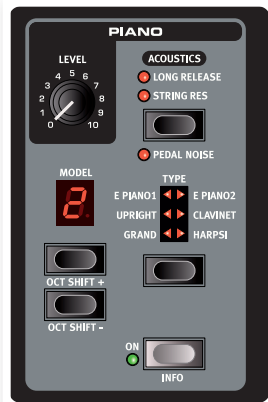 PIANO
LEVEL
ACOUSTICS
LONG RELEASE
STRING RES
0 1 2 3 4 5 6 7 8 9 10
PEDAL NOISE
MODEL
2
TYPE
E PIANO1 E PIANO2
UPRIGHT CLAVINET
GRAND HARPSI
OCT SHIFT +
OCT SHIFT -
ON
INFO